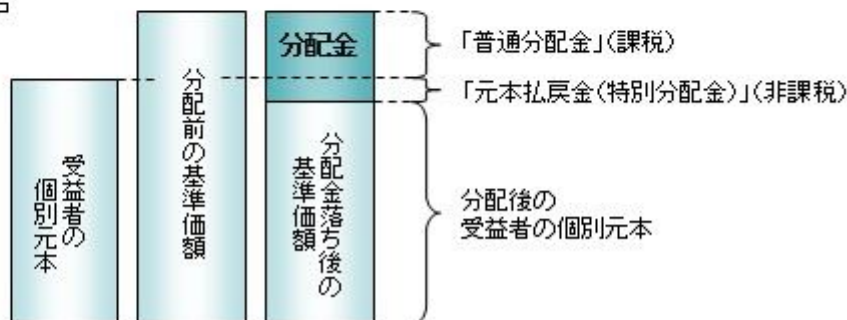 受益者の
個別元本
分配前の基準価額
分配金
分配金落ち後の
基準価額
「普通分配金」(課税)
「元本払戻金(特別分配金)」(非課税)
分配後の
受益者の個別元本